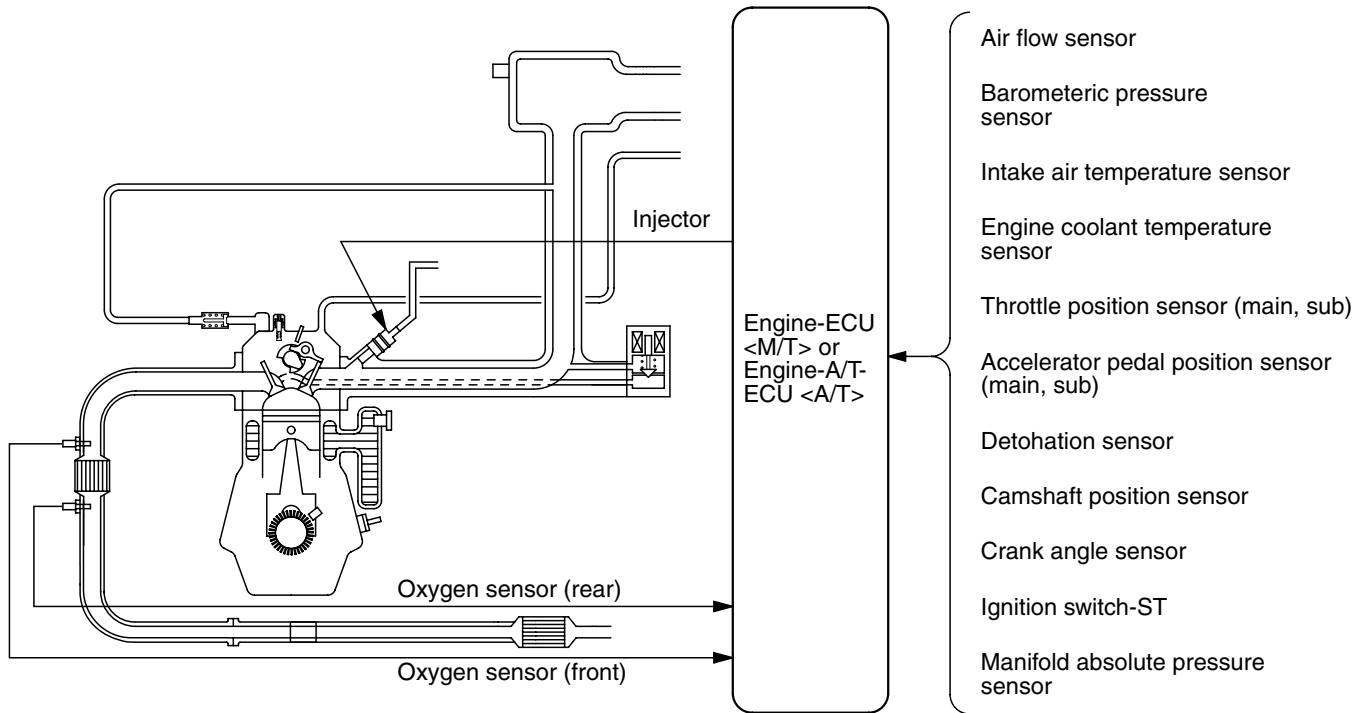 Air flow sensor
Barometeric pressure
sensor
Intake air temperature sensor
Injector
Engine coolant temperature
sensor
Throttle position sensor (main, sub)
Engine-ECU
<M/T> or
Engine-A/T-
ECU <A/T>
Accelerator pedal position sensor
(main, sub)
Detohation sensor
Camshaft position sensor
Crank angle sensor
Oxygen sensor (rear)
Ignition switch-ST
Oxygen sensor (front)
Manifold absolute pressure
sensor